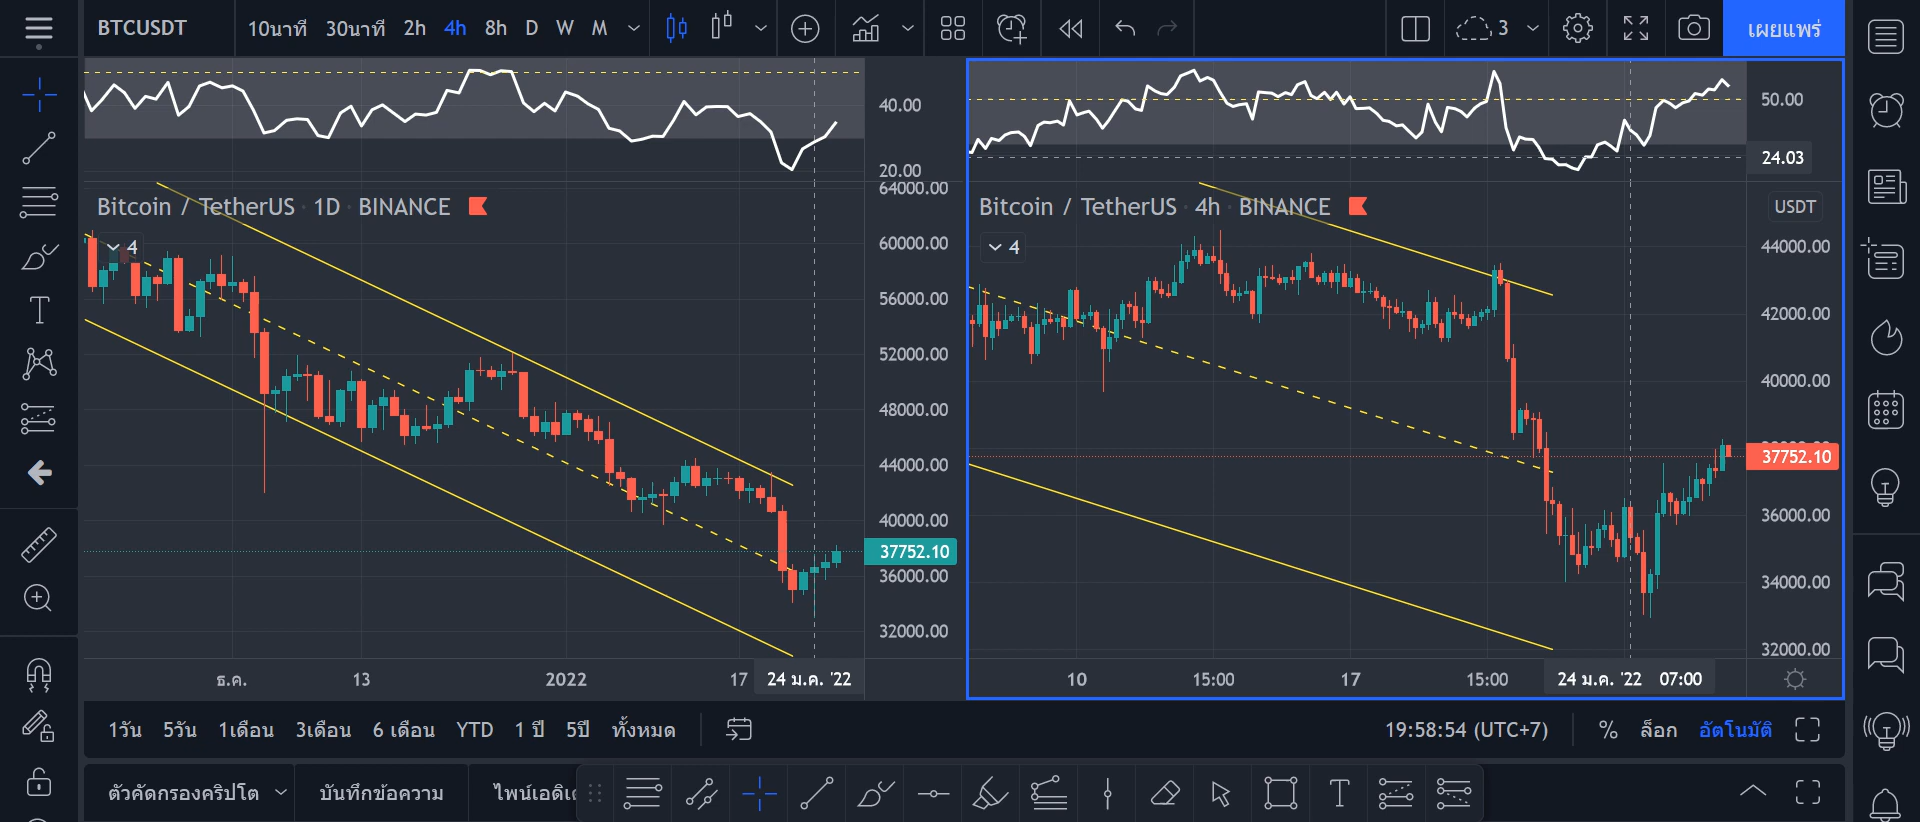 BTCUSDT 10นาที 30นาที 2h 4h 8h D W M 3 เผยแพร่
40.00
20.00
Bitcoin / TetherUS · 1D · BINANCE
4
64000.00
60000.00
56000.00
52000.00
48000.00
44000.00
40000.00
37752.10
36000.00
32000.00
ธ.ค. 13 2022 17 24 ม.ค. '22
50.00
24.03
Bitcoin / TetherUS · 4h · BINANCE
USDT
4
44000.00
42000.00
40000.00
37752.10
36000.00
34000.00
32000.00
10 15:00 17 15:00 24 ม.ค. '22 07:00
1วัน 5วัน 1เดือน 3เดือน 6 เดือน YTD 1 ปี 5ปี ทั้งหมด 19:58:54 (UTC+7) % ล็อก อัตโนมัติ
ตัวคัดกรองคริปโต บันทึกข้อความ